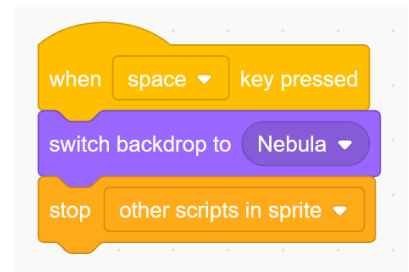 when space key pressed
switch backdrop to Nebula
stop other scripts in sprite